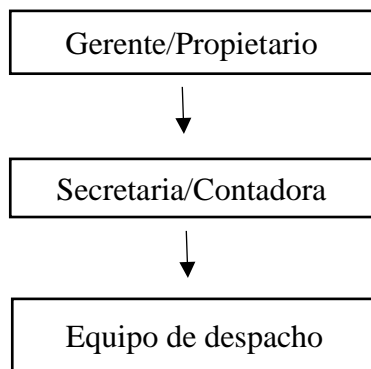 Gerente/Propietario
Secretaria/Contadora
Equipo de despacho